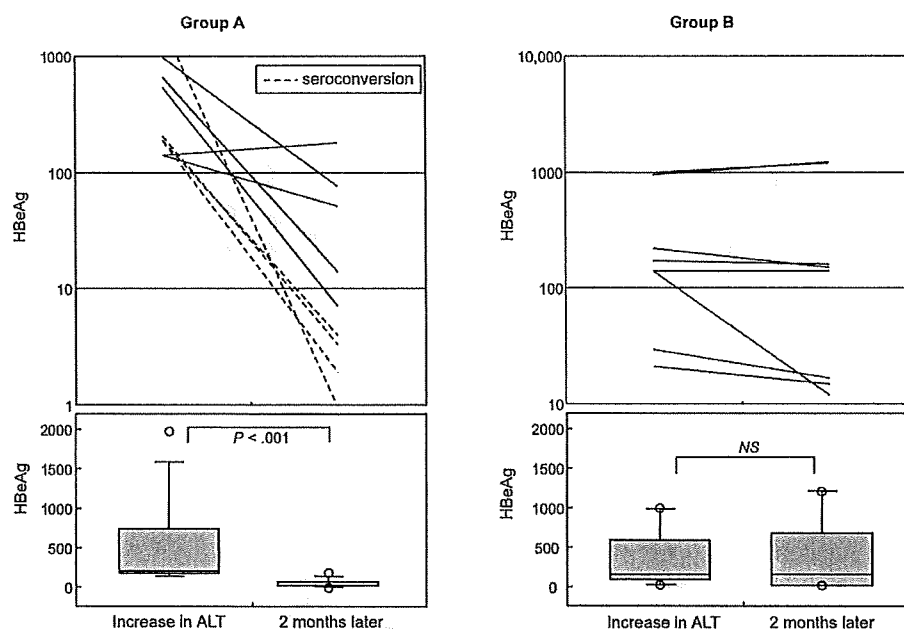 Group A
Group B
1000
100
10
1
HBeAg
seroconversion
10,000
1000
100
10
HBeAg
2000
1500
1000
500
0
HBeAg
P < .001
Increase in ALT
2 months later
2000
1500
1000
500
0
HBeAg
NS
Increase in ALT
2 months later